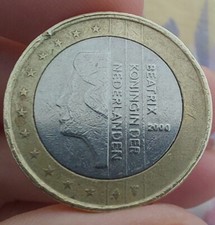 BEATRIX
KONINGIN DER
NEDERLANDEN
2000